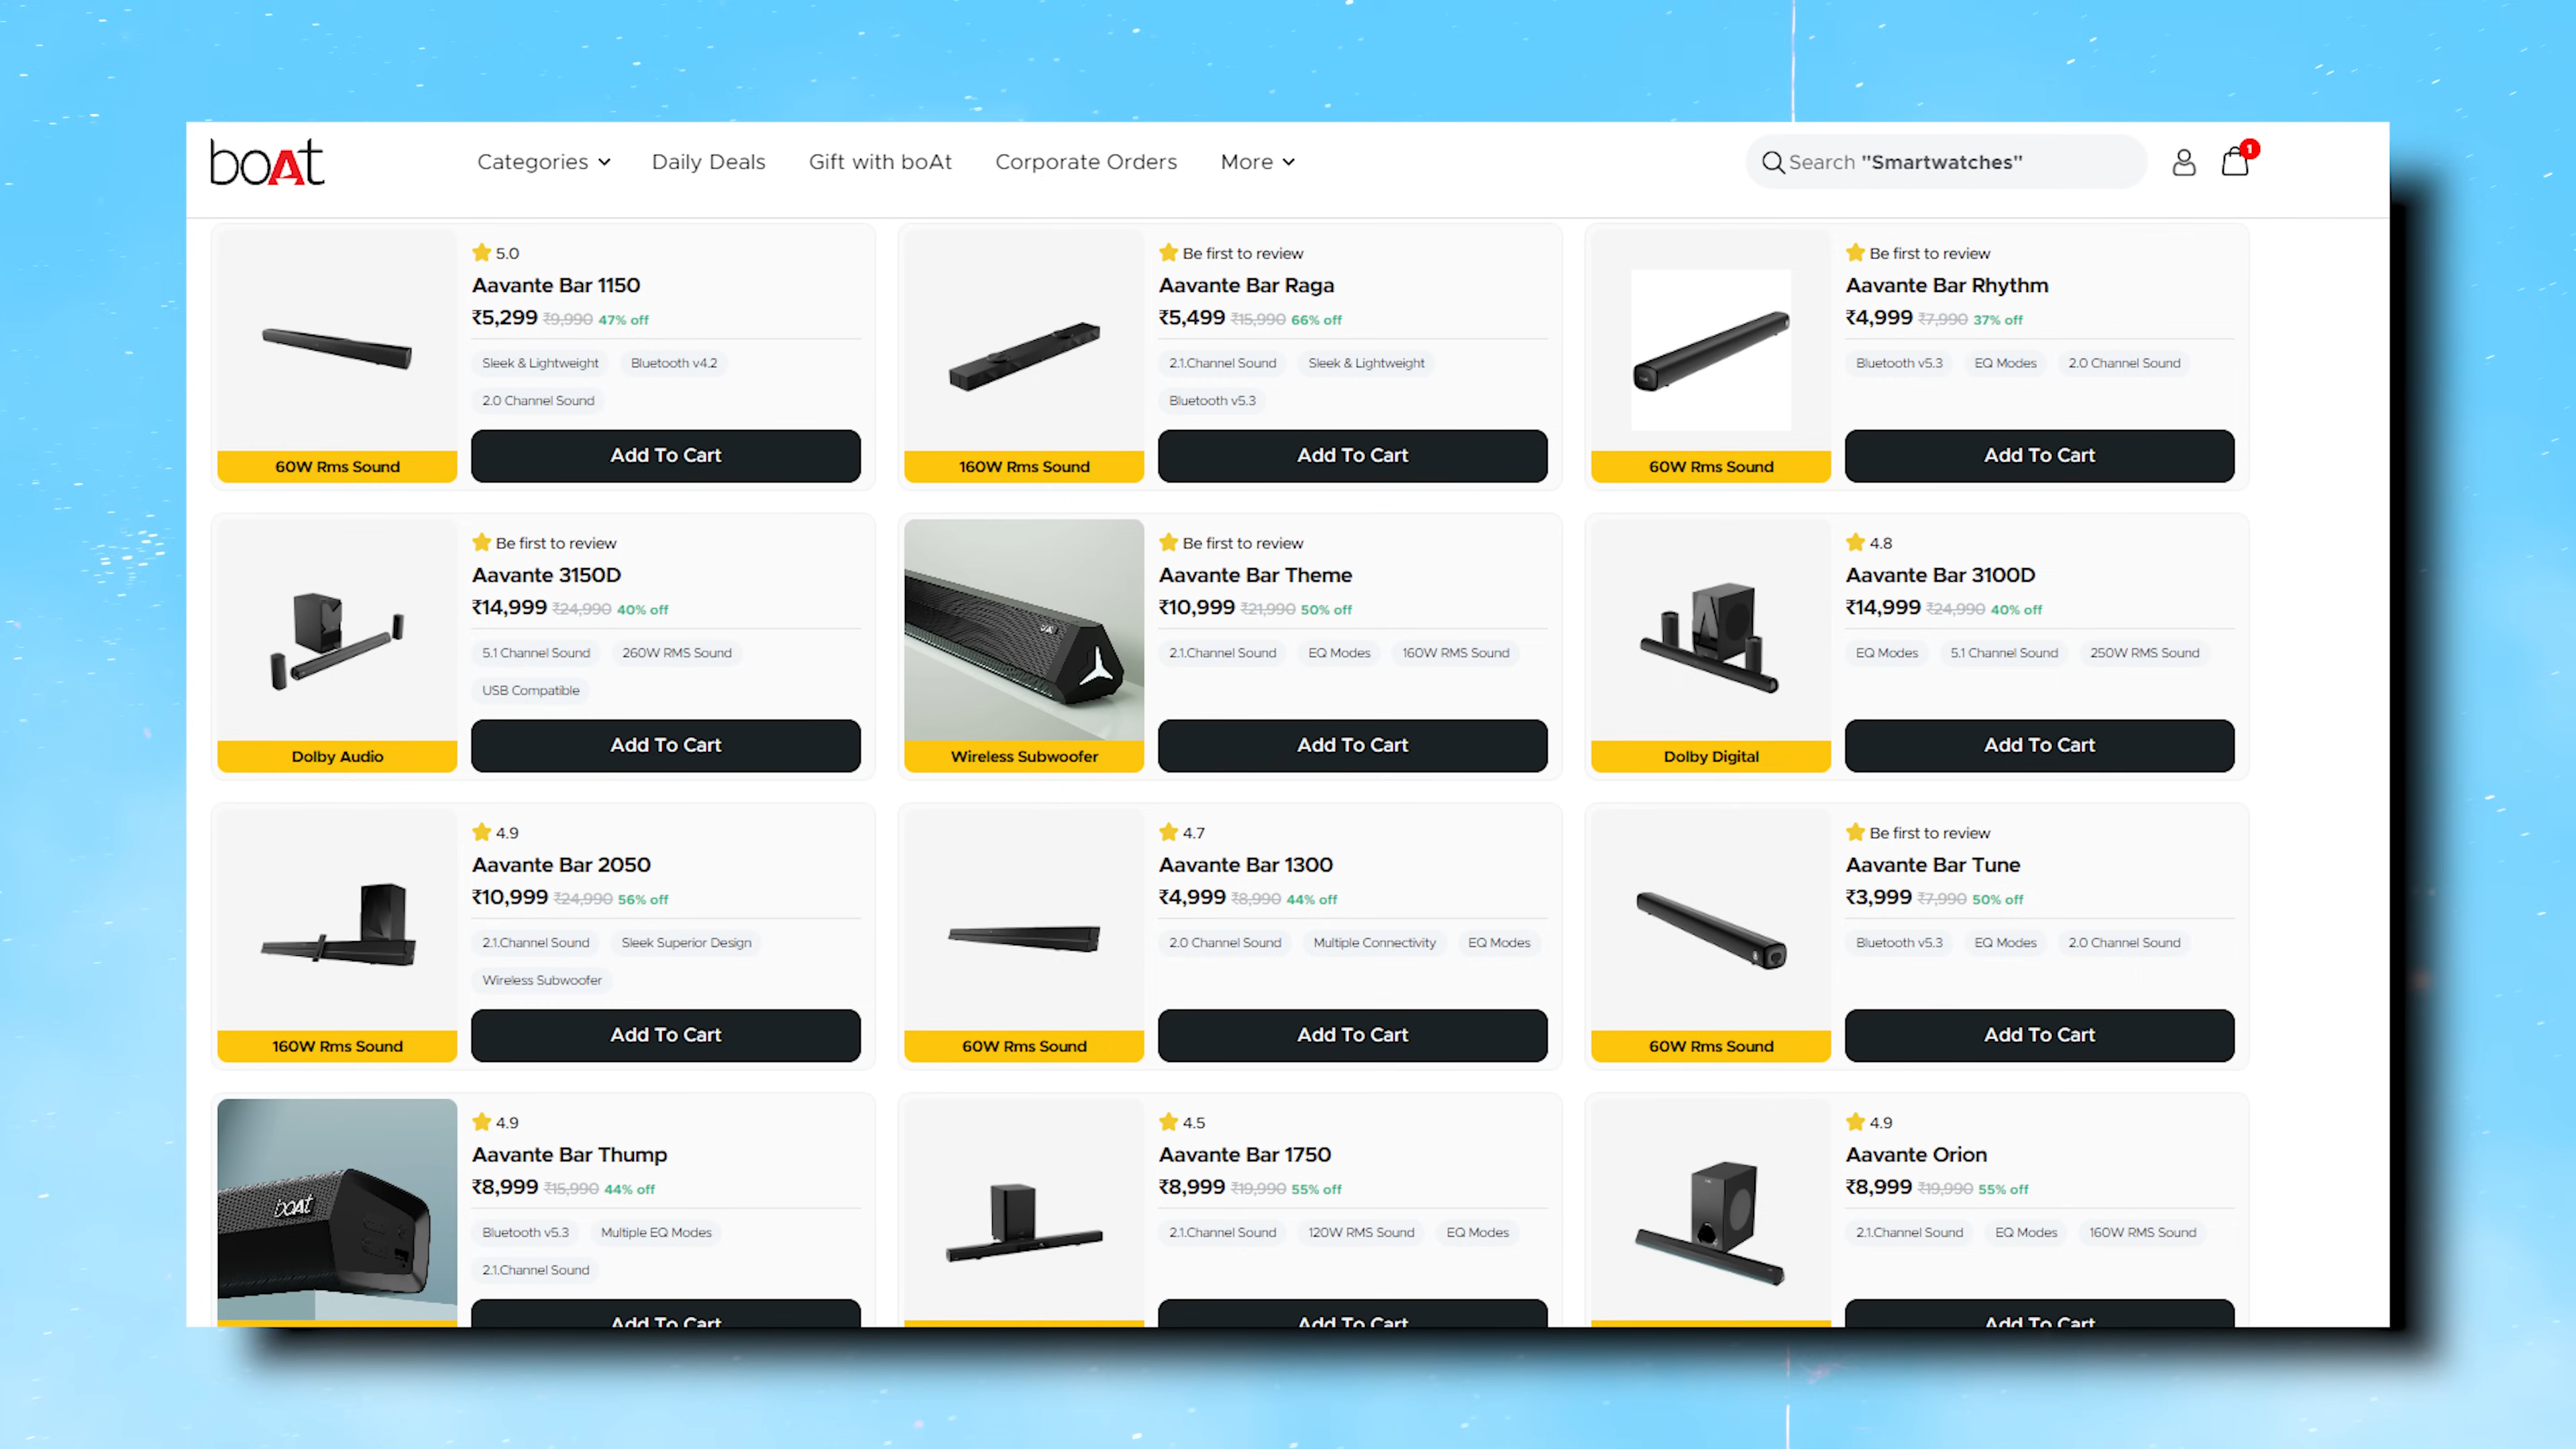 boAt
Categories
Daily Deals
Gift with boAt
Corporate Orders
More
Search "Smartwatches"
1
5.0
Aavante Bar 1150
₹5,299 ₹9,990 47% off
Sleek & Lightweight
Bluetooth v4.2
2.0 Channel Sound
60W Rms Sound
Add To Cart
Be first to review
Aavante Bar Raga
₹5,499 ₹15,990 66% off
2.1.Channel Sound
Sleek & Lightweight
Bluetooth v5.3
160W Rms Sound
Add To Cart
Be first to review
Aavante Bar Rhythm
₹4,999 ₹7,990 37% off
Bluetooth v5.3
EQ Modes
2.0 Channel Sound
60W Rms Sound
Add To Cart
Be first to review
Aavante 3150D
₹14,999 ₹24,990 40% off
5.1 Channel Sound
260W RMS Sound
USB Compatible
Dolby Audio
Add To Cart
Be first to review
Aavante Bar Theme
₹10,999 ₹21,990 50% off
2.1.Channel Sound
EQ Modes
160W RMS Sound
Wireless Subwoofer
Add To Cart
4.8
Aavante Bar 3100D
₹14,999 ₹24,990 40% off
EQ Modes
5.1 Channel Sound
250W RMS Sound
Dolby Digital
Add To Cart
4.9
Aavante Bar 2050
₹10,999 ₹24,990 56% off
2.1.Channel Sound
Sleek Superior Design
Wireless Subwoofer
160W Rms Sound
Add To Cart
4.7
Aavante Bar 1300
₹4,999 ₹8,990 44% off
2.0 Channel Sound
Multiple Connectivity
EQ Modes
60W Rms Sound
Add To Cart
Be first to review
Aavante Bar Tune
₹3,999 ₹7,990 50% off
Bluetooth v5.3
EQ Modes
2.0 Channel Sound
60W Rms Sound
Add To Cart
boAt
4.9
Aavante Bar Thump
₹8,999 ₹15,990 44% off
Bluetooth v5.3
Multiple EQ Modes
2.1.Channel Sound
Add To Cart
4.5
Aavante Bar 1750
₹8,999 ₹19,990 55% off
2.1.Channel Sound
120W RMS Sound
EQ Modes
Add To Cart
4.9
Aavante Orion
₹8,999 ₹19,990 55% off
2.1.Channel Sound
EQ Modes
160W RMS Sound
Add To Cart